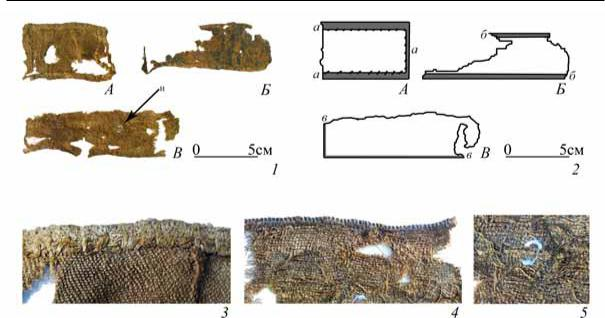 а а а а А
б б Б
А Б
н
В 0 5см 1
в в В 0 5см 2
3 4 5